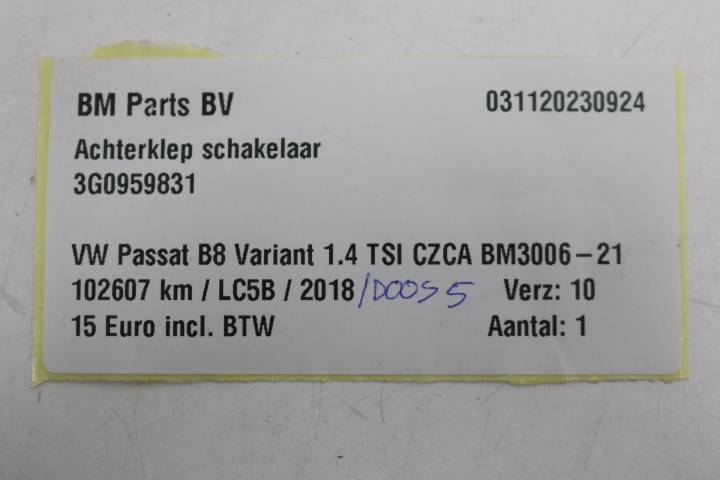 BM Parts BV 031120230924
Achterklep schakelaar
3G0959831
VW Passat B8 Variant 1.4 TSI CZCA BM3006-21
102607 km / LC5B / 2018 /DOOS 5 Verz: 10
15 Euro incl. BTW Aantal: 1